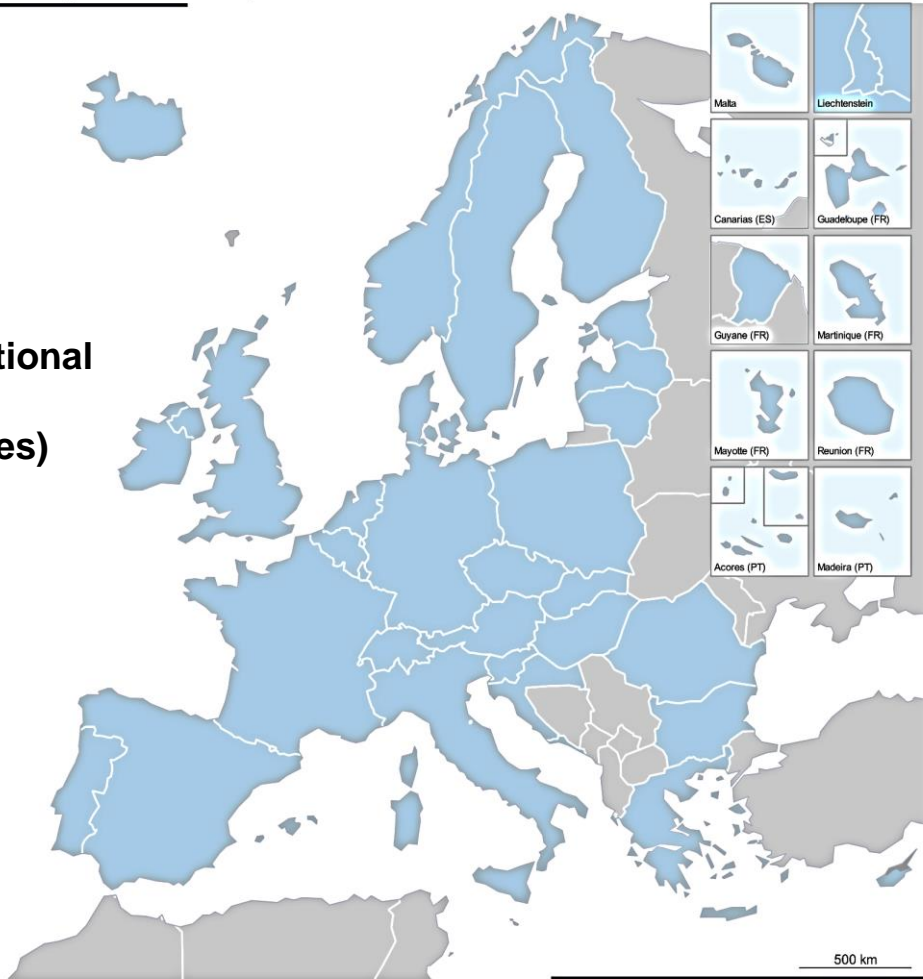 tional
es)
Malta
Liechtenstein
Canarias (ES)
Guadeloupe (FR)
Guyane (FR)
Martinique (FR)
Mayotte (FR)
Reunion (FR)
Acores (PT)
Madeira (PT)
500 km